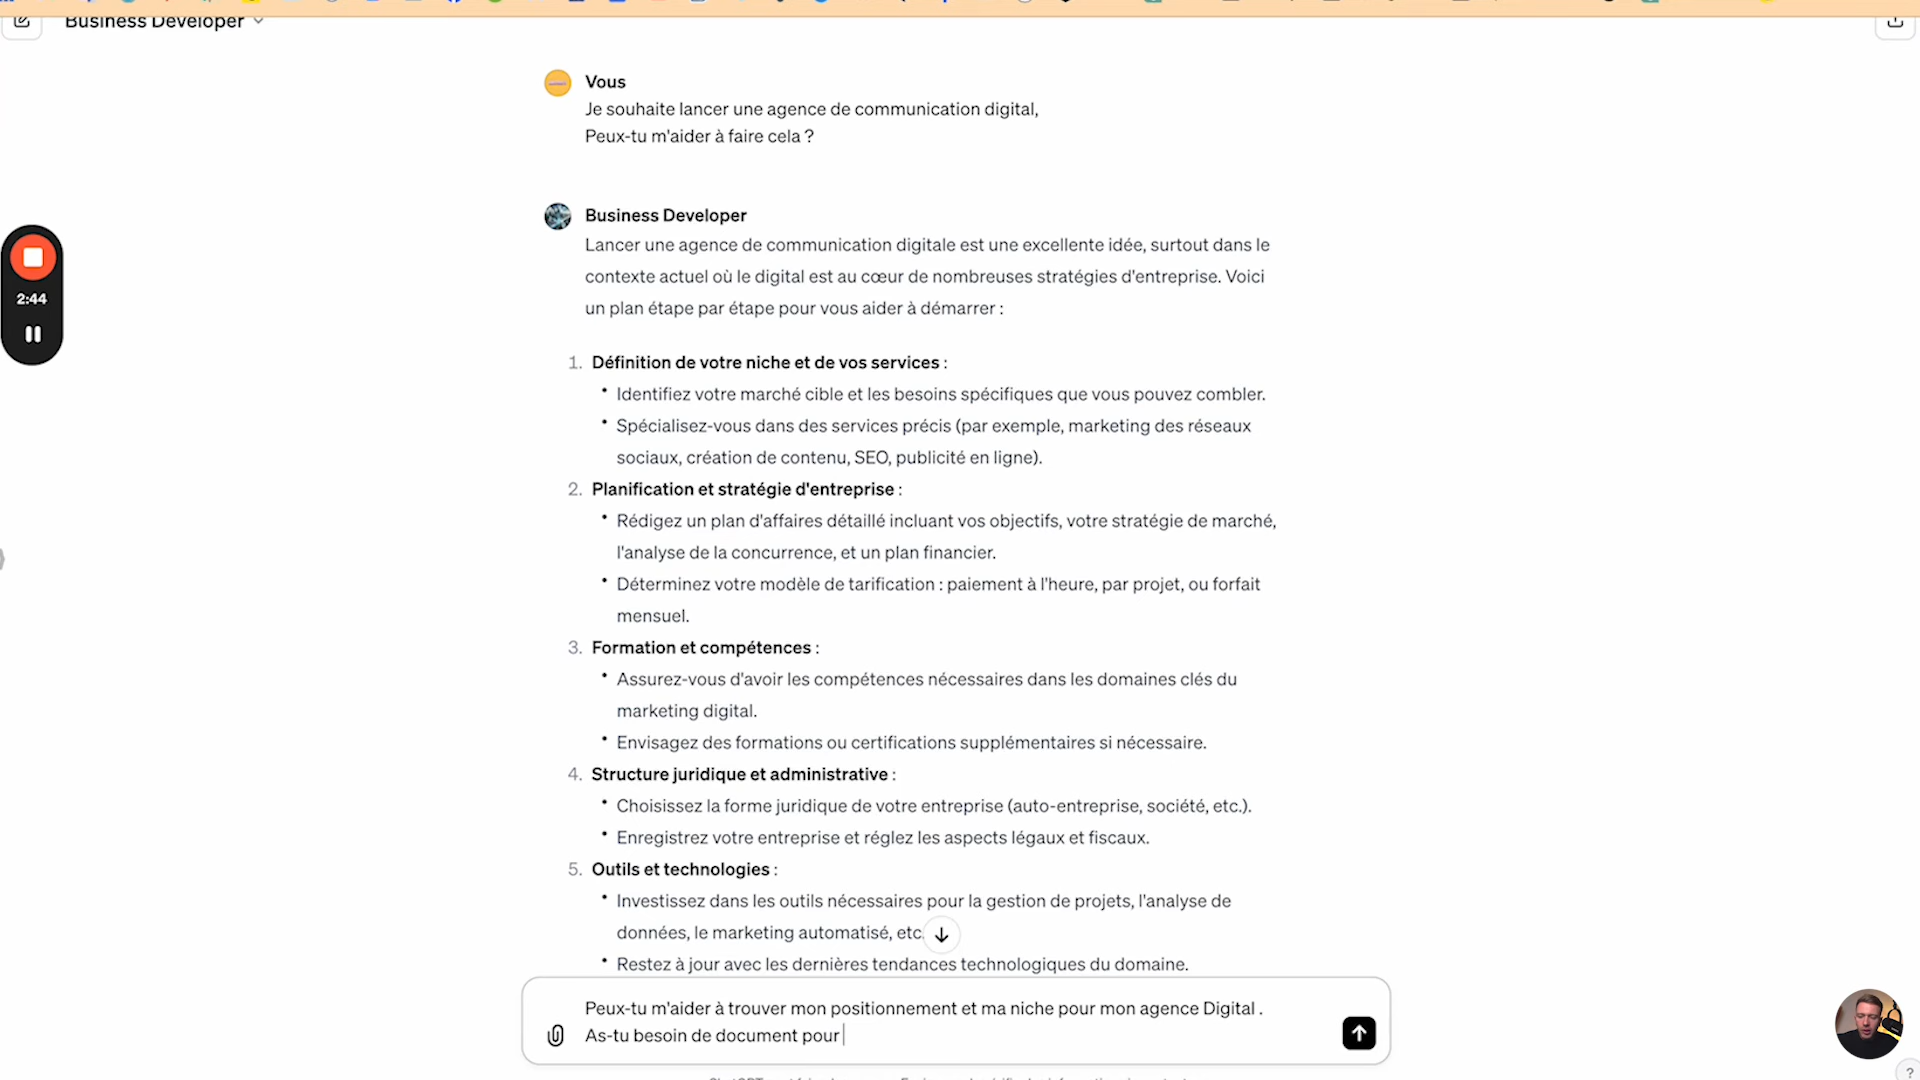 Business Developer
Vous
Je souhaite lancer une agence de communication digital,
Peux-tu m'aider à faire cela ?
Business Developer
Lancer une agence de communication digitale est une excellente idée, surtout dans le
contexte actuel où le digital est au cœur de nombreuses stratégies d'entreprise. Voici
un plan étape par étape pour vous aider à démarrer :
1. Définition de votre niche et de vos services :
• Identifiez votre marché cible et les besoins spécifiques que vous pouvez combler.
• Spécialisez-vous dans des services précis (par exemple, marketing des réseaux
sociaux, création de contenu, SEO, publicité en ligne).
2. Planification et stratégie d'entreprise :
• Rédigez un plan d'affaires détaillé incluant vos objectifs, votre stratégie de marché,
l'analyse de la concurrence, et un plan financier.
• Déterminez votre modèle de tarification : paiement à l'heure, par projet, ou forfait
mensuel.
3. Formation et compétences :
• Assurez-vous d'avoir les compétences nécessaires dans les domaines clés du
marketing digital.
• Envisagez des formations ou certifications supplémentaires si nécessaire.
4. Structure juridique et administrative :
• Choisissez la forme juridique de votre entreprise (auto-entreprise, société, etc.).
• Enregistrez votre entreprise et réglez les aspects légaux et fiscaux.
5. Outils et technologies :
• Investissez dans les outils nécessaires pour la gestion de projets, l'analyse de
données, le marketing automatisé, etc.
• Restez à jour avec les dernières tendances technologiques du domaine.
Peux-tu m'aider à trouver mon positionnement et ma niche pour mon agence Digital .
As-tu besoin de document pour
2:44
?